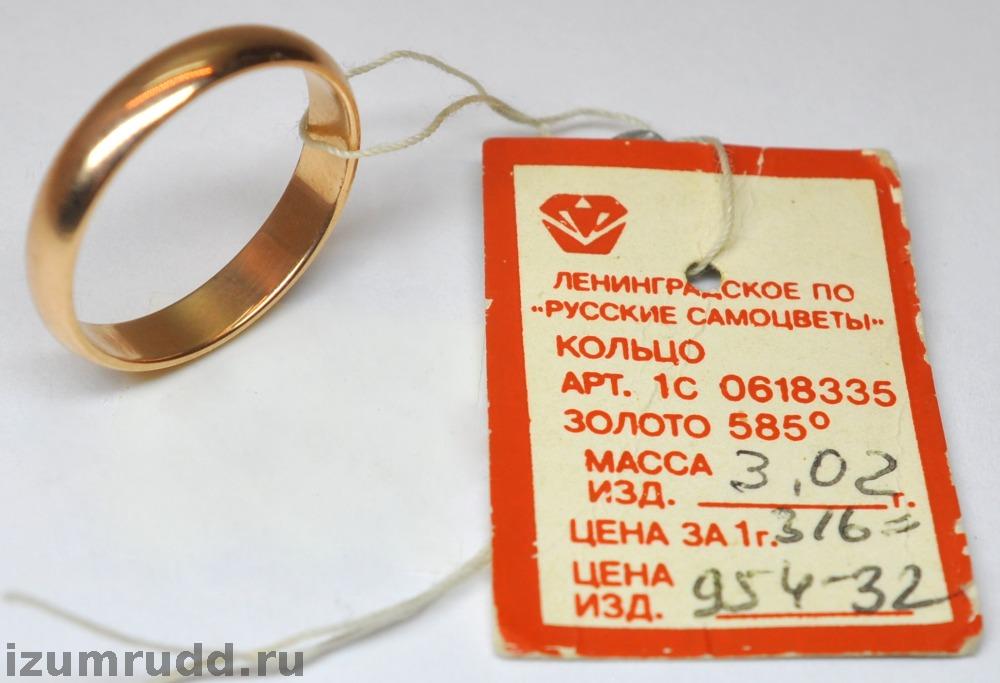 ЛЕНИНГРАДСКОЕ ПО
„РУССКИЕ САМОЦВЕТЫ"
КОЛЬЦО
АРТ. 1С 0618335
ЗОЛОТО 585°
МАССА
ИЗД. 3,02 г.
ЦЕНА ЗА 1г. 316=
ЦЕНА
ИЗД. 954-32
izumrudd.ru